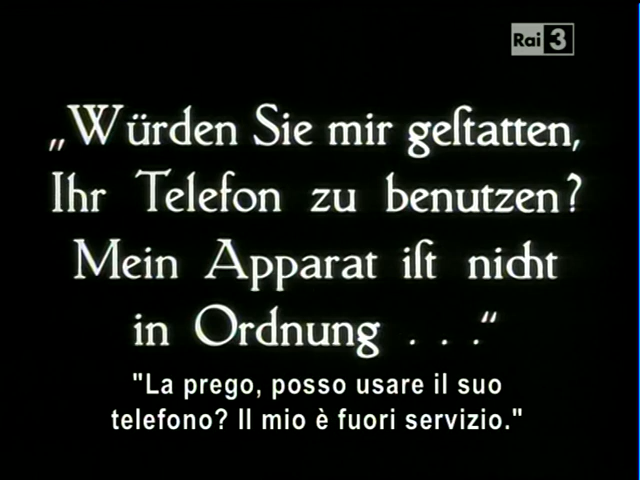 Rai 3
„Würden Sie mir geſtatten,
Ihr Telefon zu benutzen?
Mein Apparat iſt nicht
in Ordnung . . .“
"La prego, posso usare il suo
telefono? Il mio è fuori servizio."